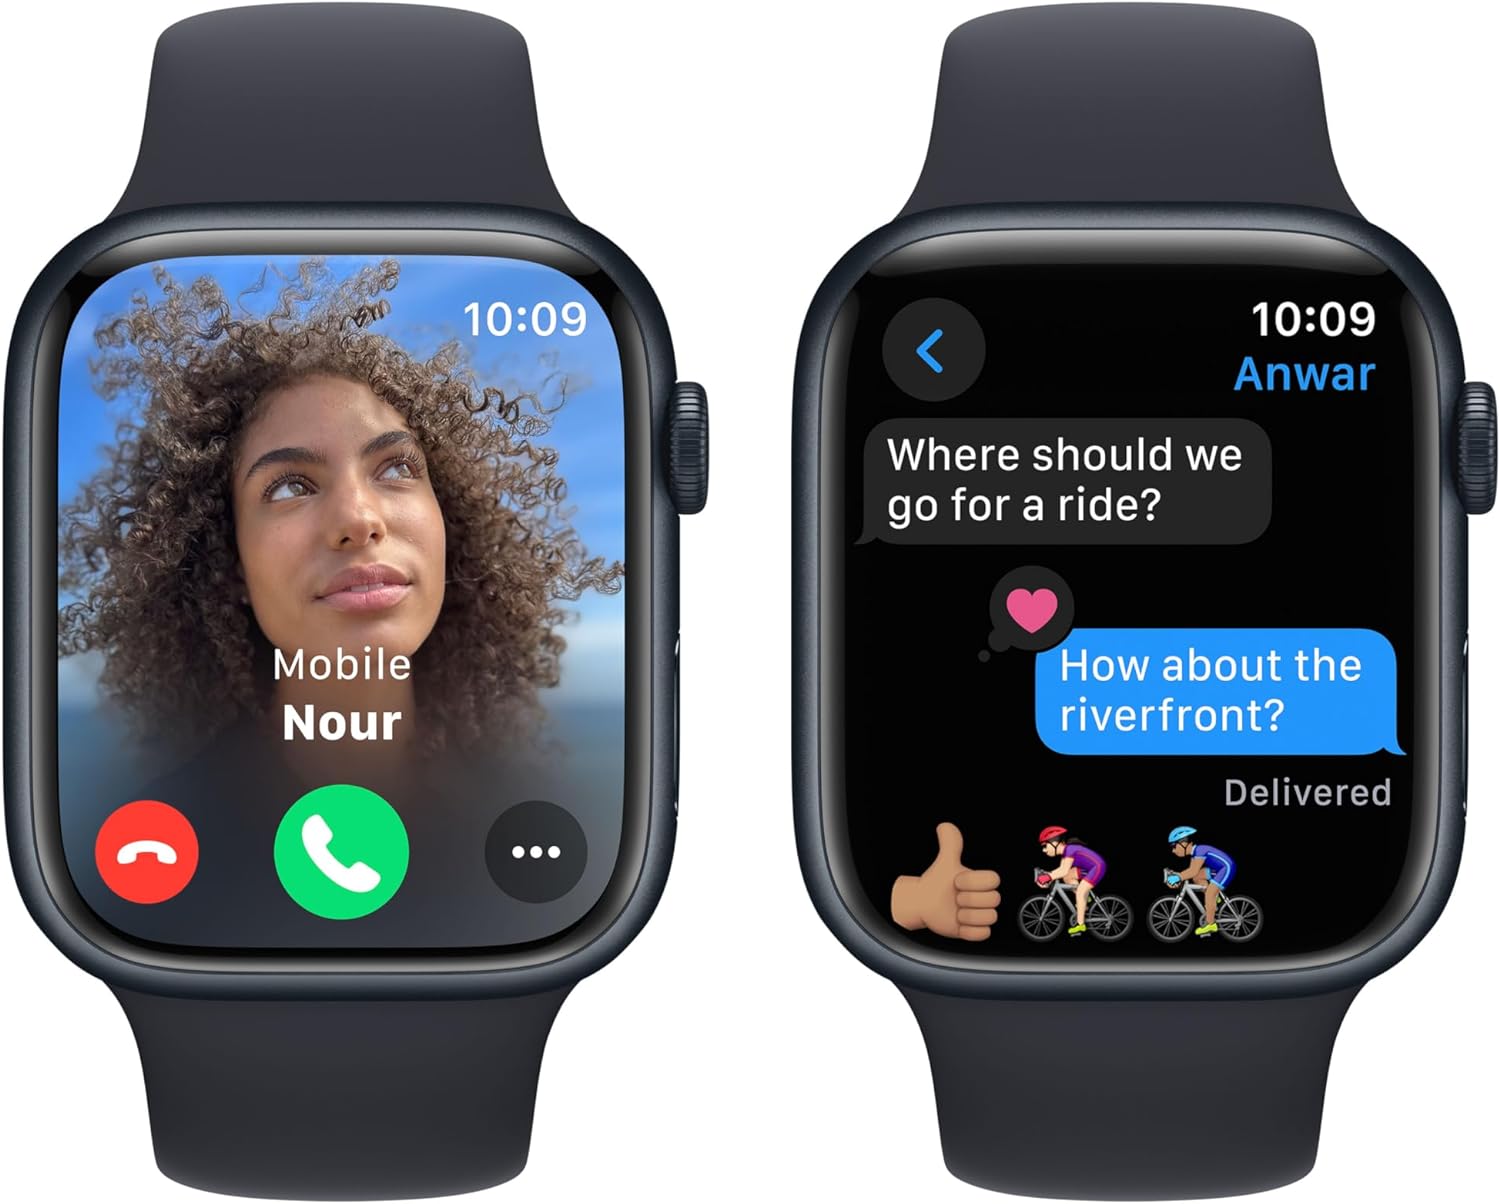 10:09
Mobile
Nour
10:09
Anwar
Where should we
go for a ride?
How about the
riverfront?
Delivered